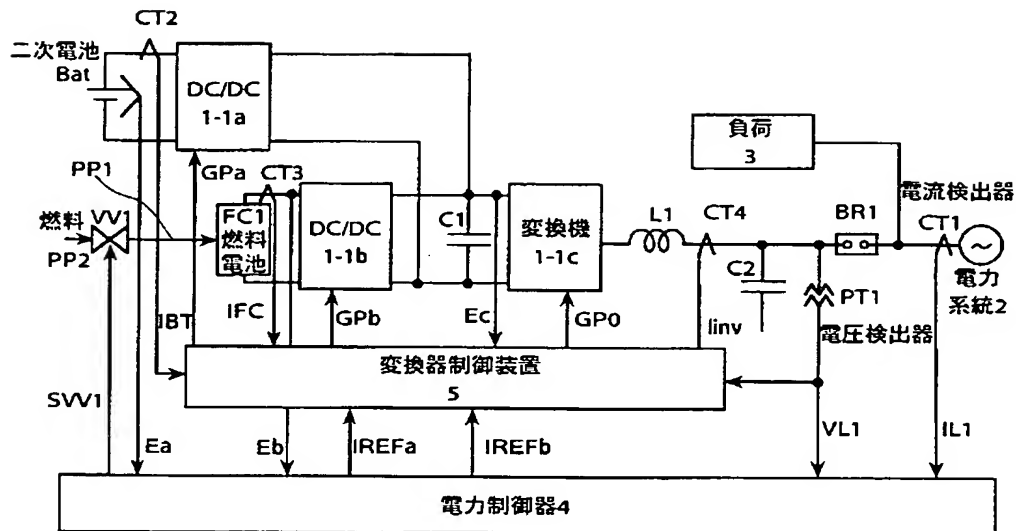 CT2
二次電池
Bat
DC/DC
1-1a
負荷
3
PP1
GPa
CT3
電流検出器
燃料
VV1
FC1
燃料
電池
DC/DC
1-1b
C1
変換機
1-1c
L1
CT4
BR1
CT1
PP2
C2
電力
系統2
PT1
IBT
IFC
GPb
Ec
GP0
Iinv
電圧検出器
変換器制御装置
5
SVV1
Ea
Eb
IREFa
IREFb
VL1
IL1
電力制御器4